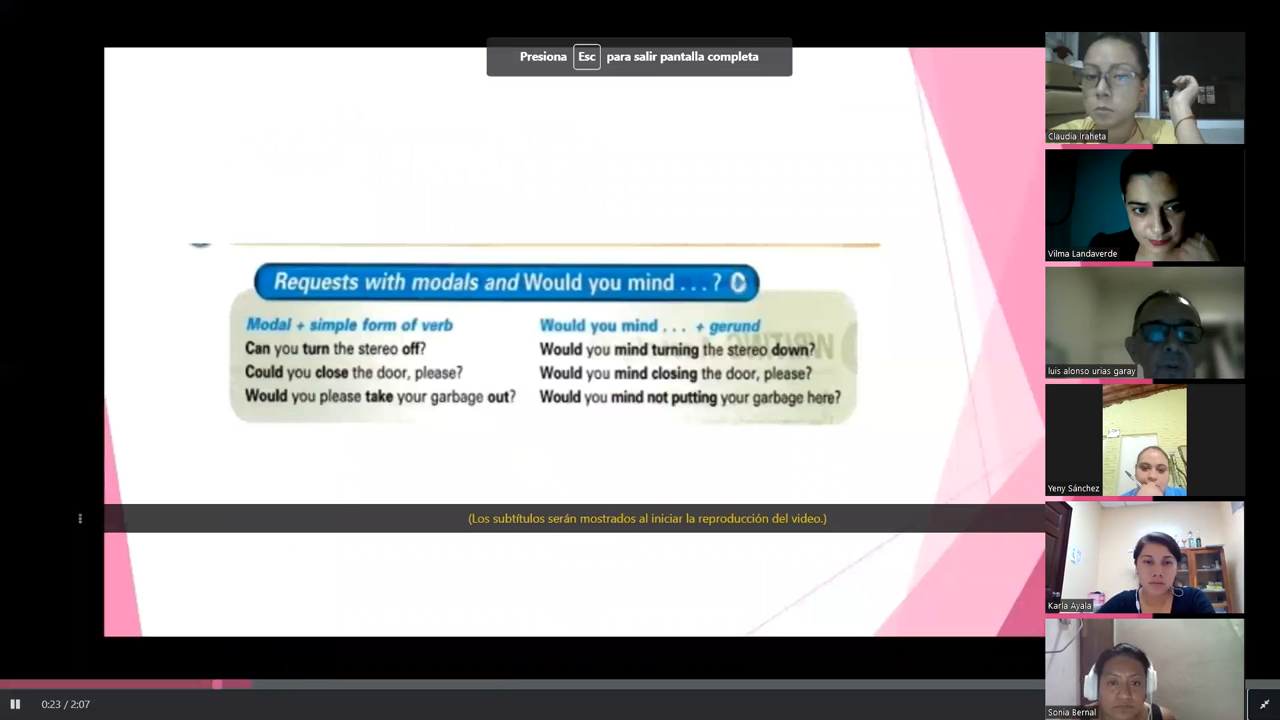 Presiona Esc para salir pantalla completa
Claudia Iraheta
Vilma Landaverde
luis alonso urias garay
Yeny Sánchez
Karla Ayala
Sonia Bernal
Requests with modals and Would you mind . . . ?
Modal + simple form of verb
Can you turn the stereo off?
Could you close the door, please?
Would you please take your garbage out?
Would you mind . . . + gerund
Would you mind turning the stereo down?
Would you mind closing the door, please?
Would you mind not putting your garbage here?
(Los subtítulos serán mostrados al iniciar la reproducción del video.)
0:23 / 2:07